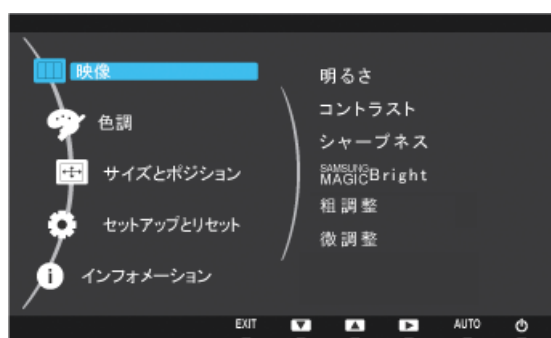 映像
色調
サイズとポジション
セットアップとリセット
インフォメーション
明るさ
コントラスト
シャープネス
SAMSUNG MAGICBright
粗調整
微調整
EXIT AUTO